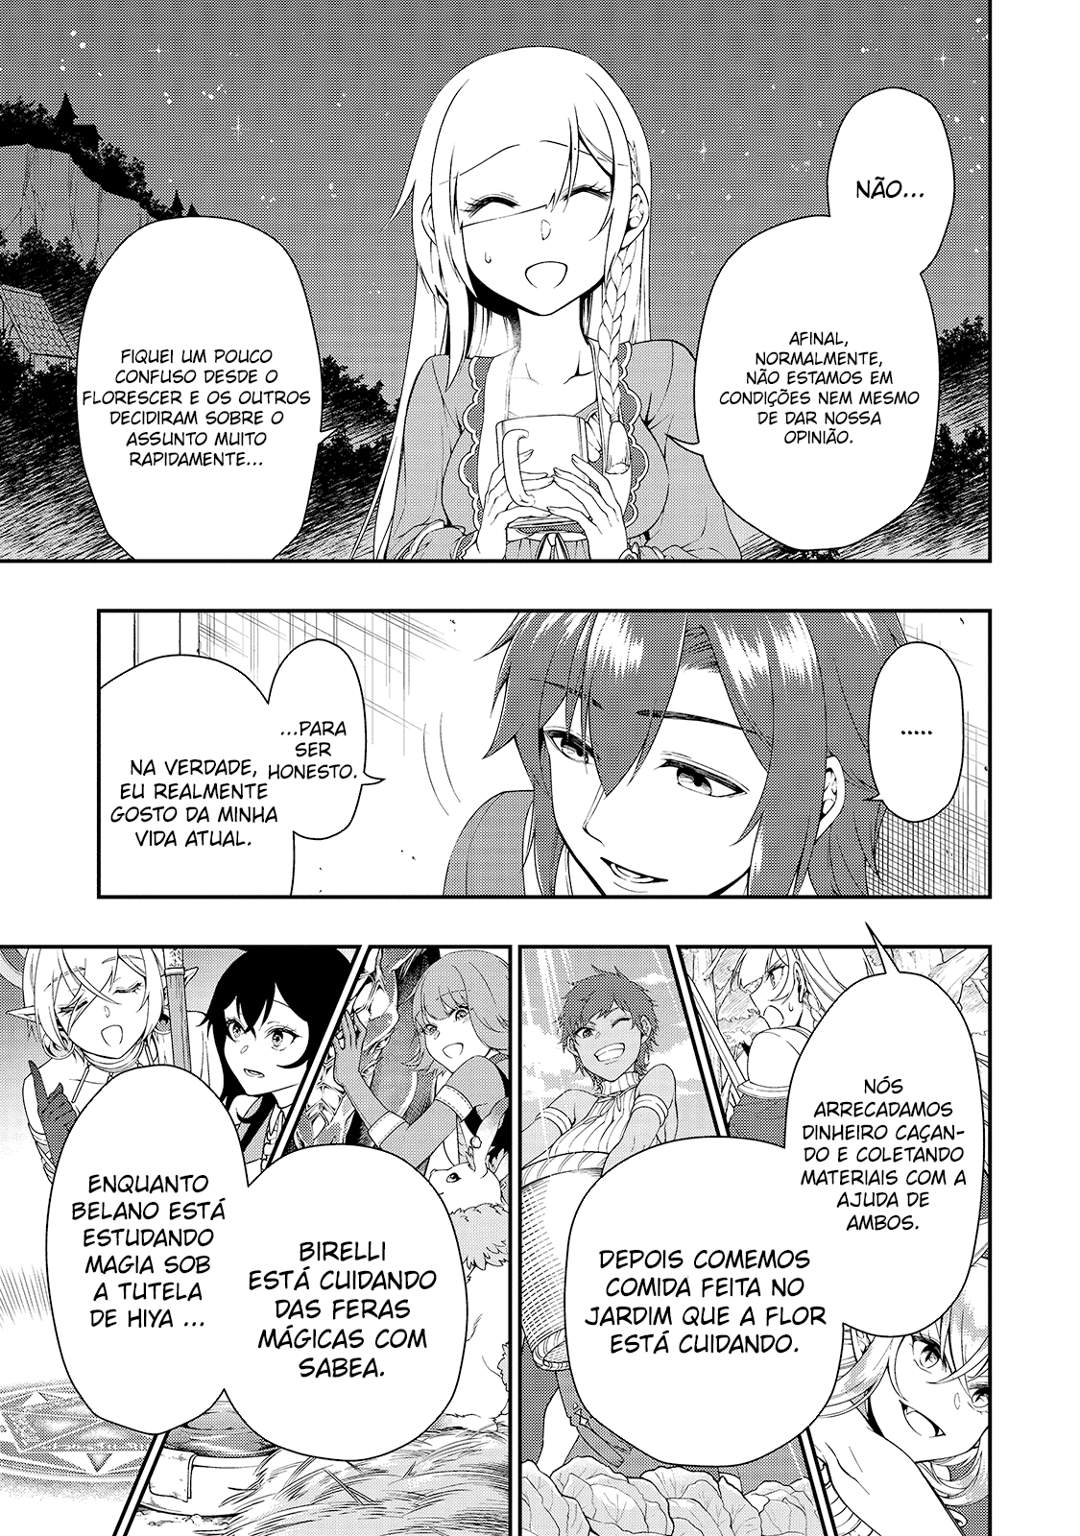 NÃO...
AFINAL,
NORMALMENTE,
NÃO ESTAMOS EM
CONDIÇÕES NEM MESMO
DE DAR NOSSA
OPINIÃO.
FIQUEI UM POUCO
CONFUSO DESDE O
FLORESCER E OS OUTROS
DECIDIRAM SOBRE O
ASSUNTO MUITO
RAPIDAMENTE...
.....
...PARA
SER
HONESTO.
NA VERDADE,
EU REALMENTE
GOSTO DA MINHA
VIDA ATUAL.
NÓS
ARRECADAMOS
DINHEIRO CAÇAN-
DO E COLETANDO
MATERIAIS COM A
AJUDA DE
AMBOS.
DEPOIS COMEMOS
COMIDA FEITA NO
JARDIM QUE A FLOR
ESTÁ CUIDANDO.
BIRELLI
ESTÁ CUIDANDO
DAS FERAS
MÁGICAS COM
SABEA.
ENQUANTO
BELANO ESTÁ
ESTUDANDO
MAGIA SOB
A TUTELA
DE HIYA ...